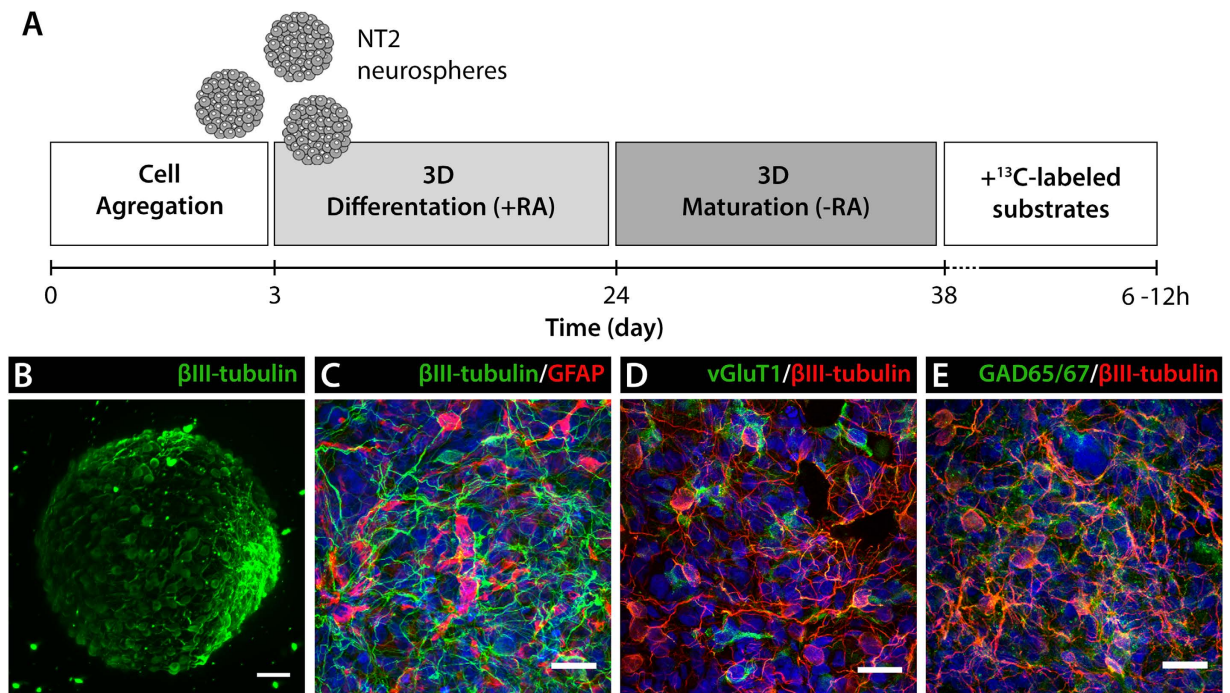 A
NT2
neurospheres
Cell
Agregation
3D
Differentation (+RA)
3D
Maturation (-RA)
+¹³C-labeled
substrates
0
3
24
38
6 -12h
Time (day)
B
βIII-tubulin
C
βIII-tubulin/GFAP
D
vGluT1/βIII-tubulin
E
GAD65/67/βIII-tubulin